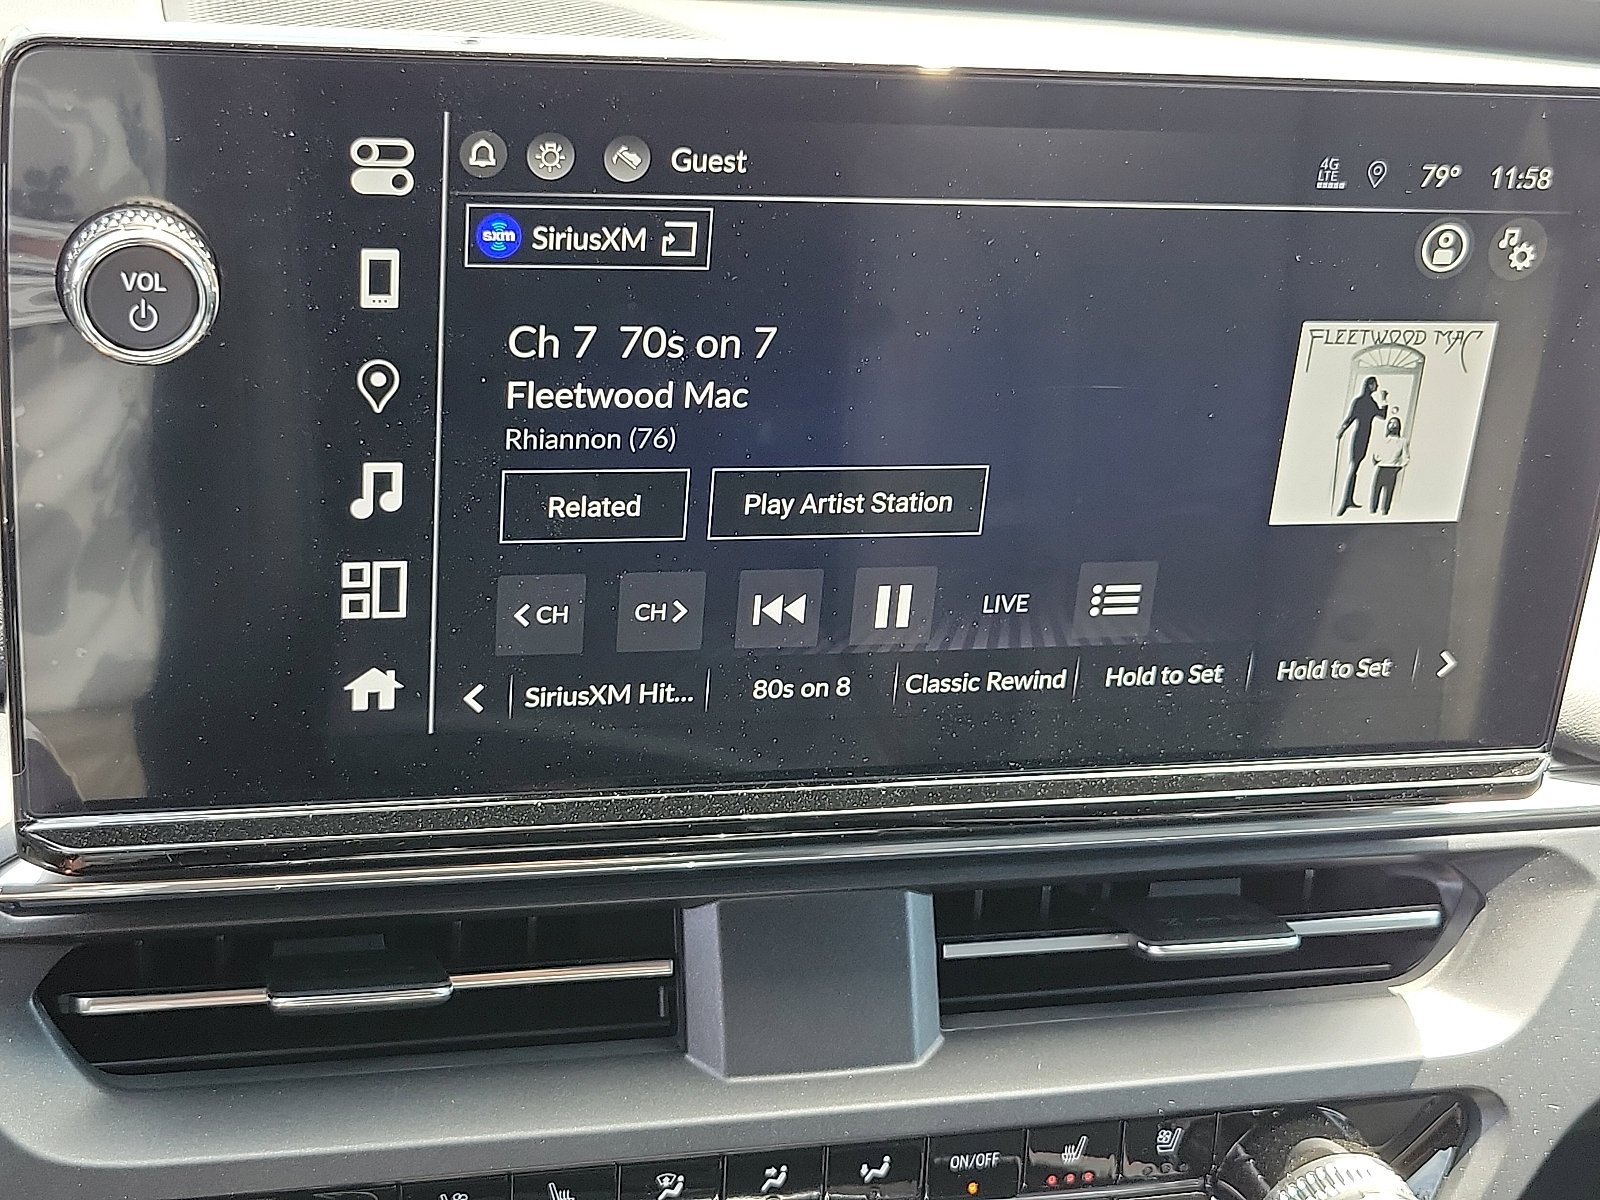 VOL
Guest
4G
LTE
79°
11:58
sxm
SiriusXM
Ch 7 70s on 7
Fleetwood Mac
Rhiannon (76)
FLEETWOOD MAC
Related
Play Artist Station
< CH
CH >
LIVE
SiriusXM Hit...
80s on 8
Classic Rewind
Hold to Set
Hold to Set
ON/OFF